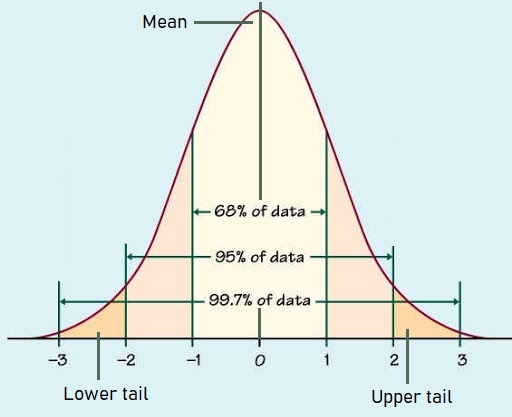 Mean
68% of data
95% of data
99.7% of data
−3 −2 −1 0 1 2 3
Lower tail
Upper tail